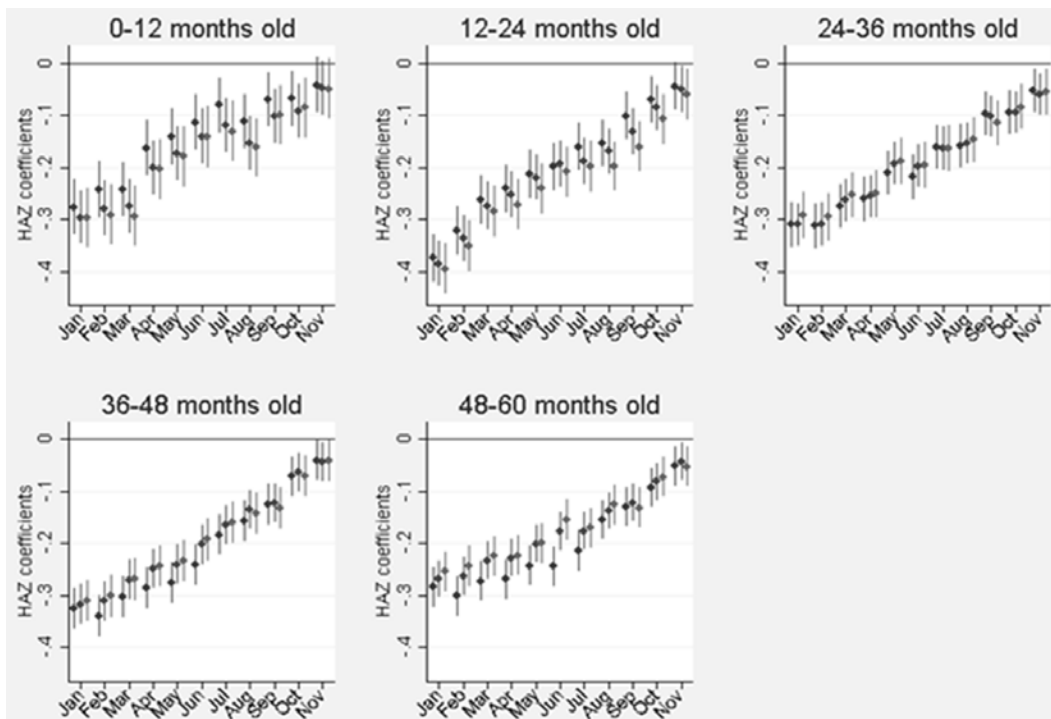 0-12 months old
HAZ coefficients
0
-.1
-.2
-.3
-.4
Jan Feb Mar Apr May Jun Jul Aug Sep Oct Nov
12-24 months old
HAZ coefficients
0
-.1
-.2
-.3
-.4
Jan Feb Mar Apr May Jun Jul Aug Sep Oct Nov
24-36 months old
HAZ coefficients
0
-.1
-.2
-.3
-.4
Jan Feb Mar Apr May Jun Jul Aug Sep Oct Nov
36-48 months old
HAZ coefficients
0
-.1
-.2
-.3
-.4
Jan Feb Mar Apr May Jun Jul Aug Sep Oct Nov
48-60 months old
HAZ coefficients
0
-.1
-.2
-.3
-.4
Jan Feb Mar Apr May Jun Jul Aug Sep Oct Nov